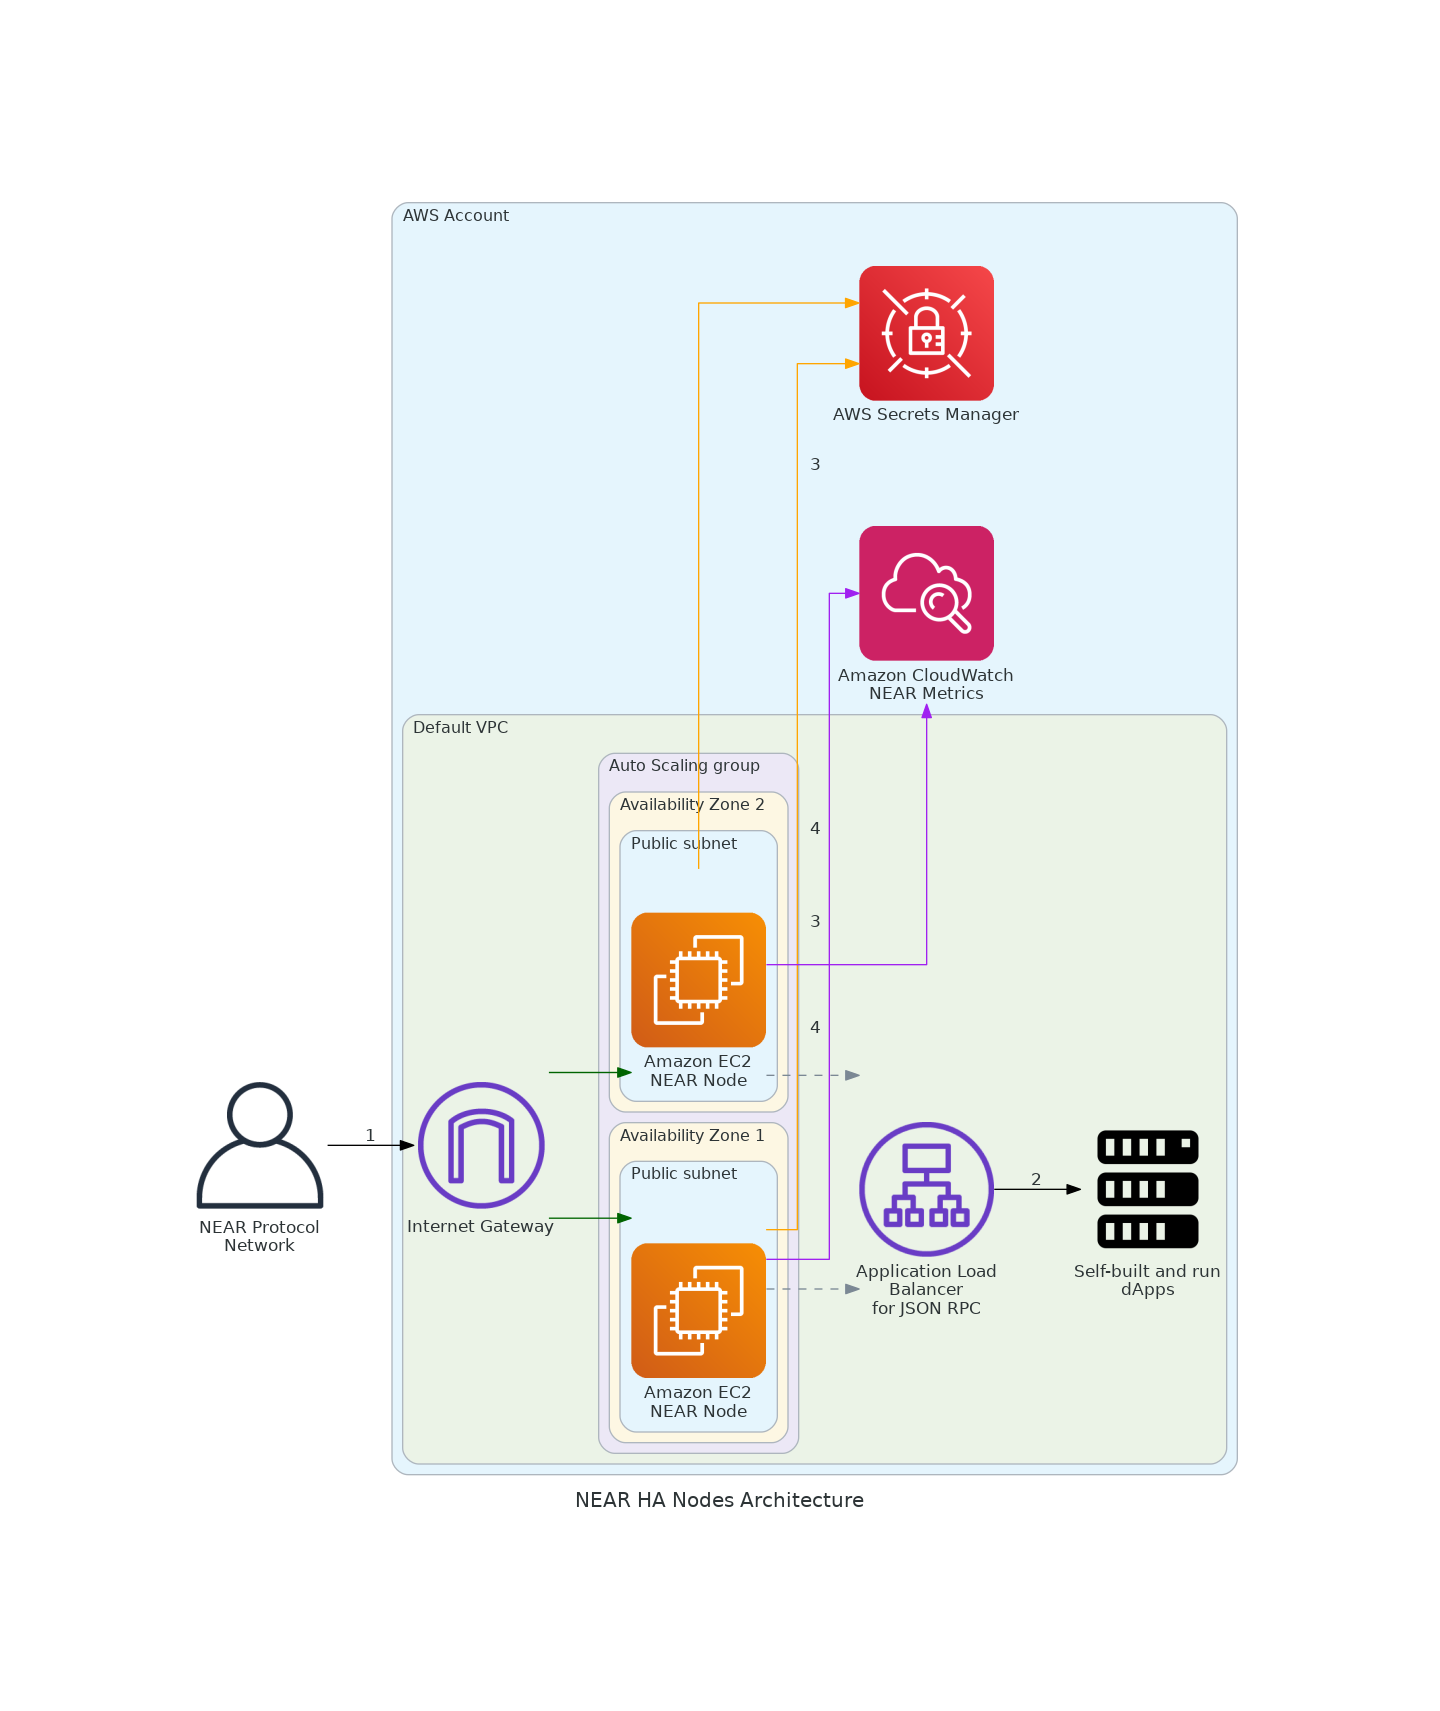 AWS Account
AWS Secrets Manager
3
Amazon CloudWatch
NEAR Metrics
Default VPC
Auto Scaling group
Availability Zone 2
Public subnet
4
3
4
Amazon EC2
NEAR Node
1
NEAR Protocol
Network
Internet Gateway
Availability Zone 1
Public subnet
Amazon EC2
NEAR Node
Application Load
Balancer
for JSON RPC
2
Self-built and run
dApps
NEAR HA Nodes Architecture